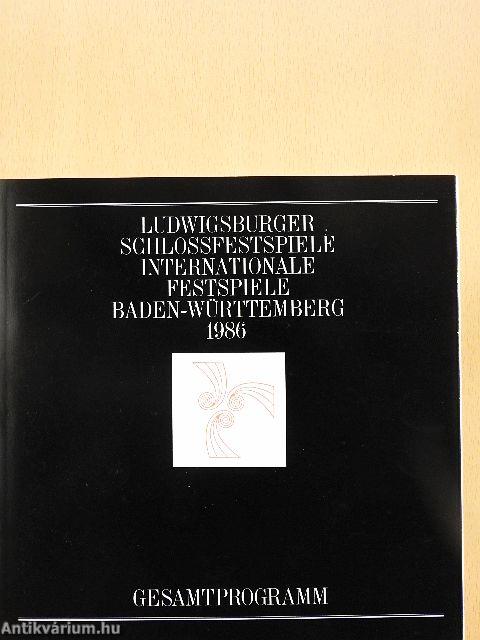 LUDWIGSBURGER
SCHLOSSFESTSPIELE
INTERNATIONALE
FESTSPIELE
BADEN-WÜRTTEMBERG
1986
GESAMTPROGRAMM
Antikvárium.hu